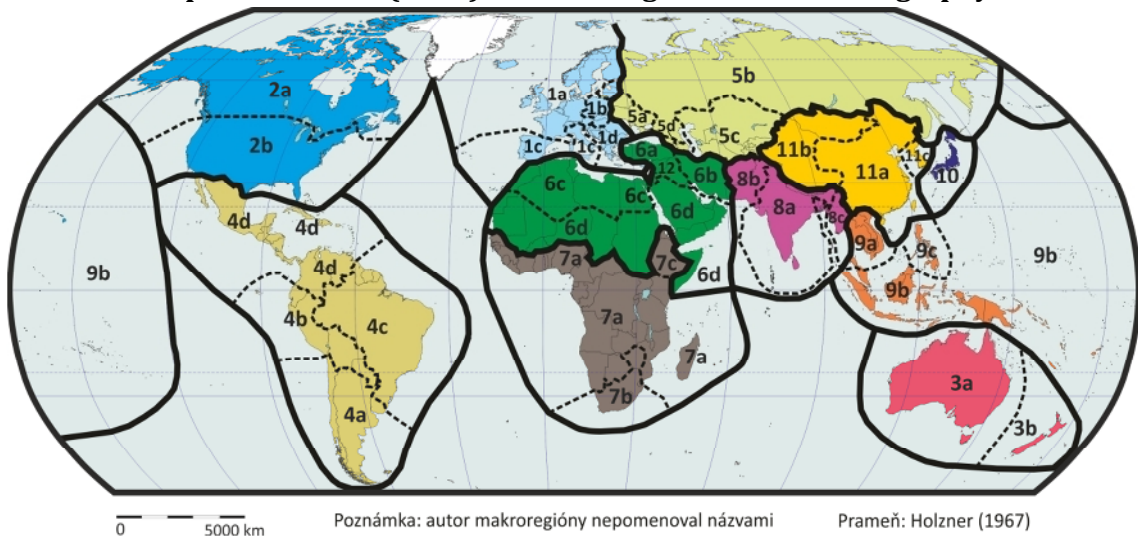 2a
1a
5b
1b
5a
5d
1d
2b
1c
1c
5c
11b
11c
6a
12
6b
8b
11a
10
6c
6c
8a
4d
4d
6d
6d
8c
9a
9c
4d
7a
7c
6d
9b
9b
9b
4b
4c
7a
7a
3a
7b
4a
3b
0 5000 km
Poznámka: autor makroregióny nepomenoval názvami
Prameň: Holzner (1967)